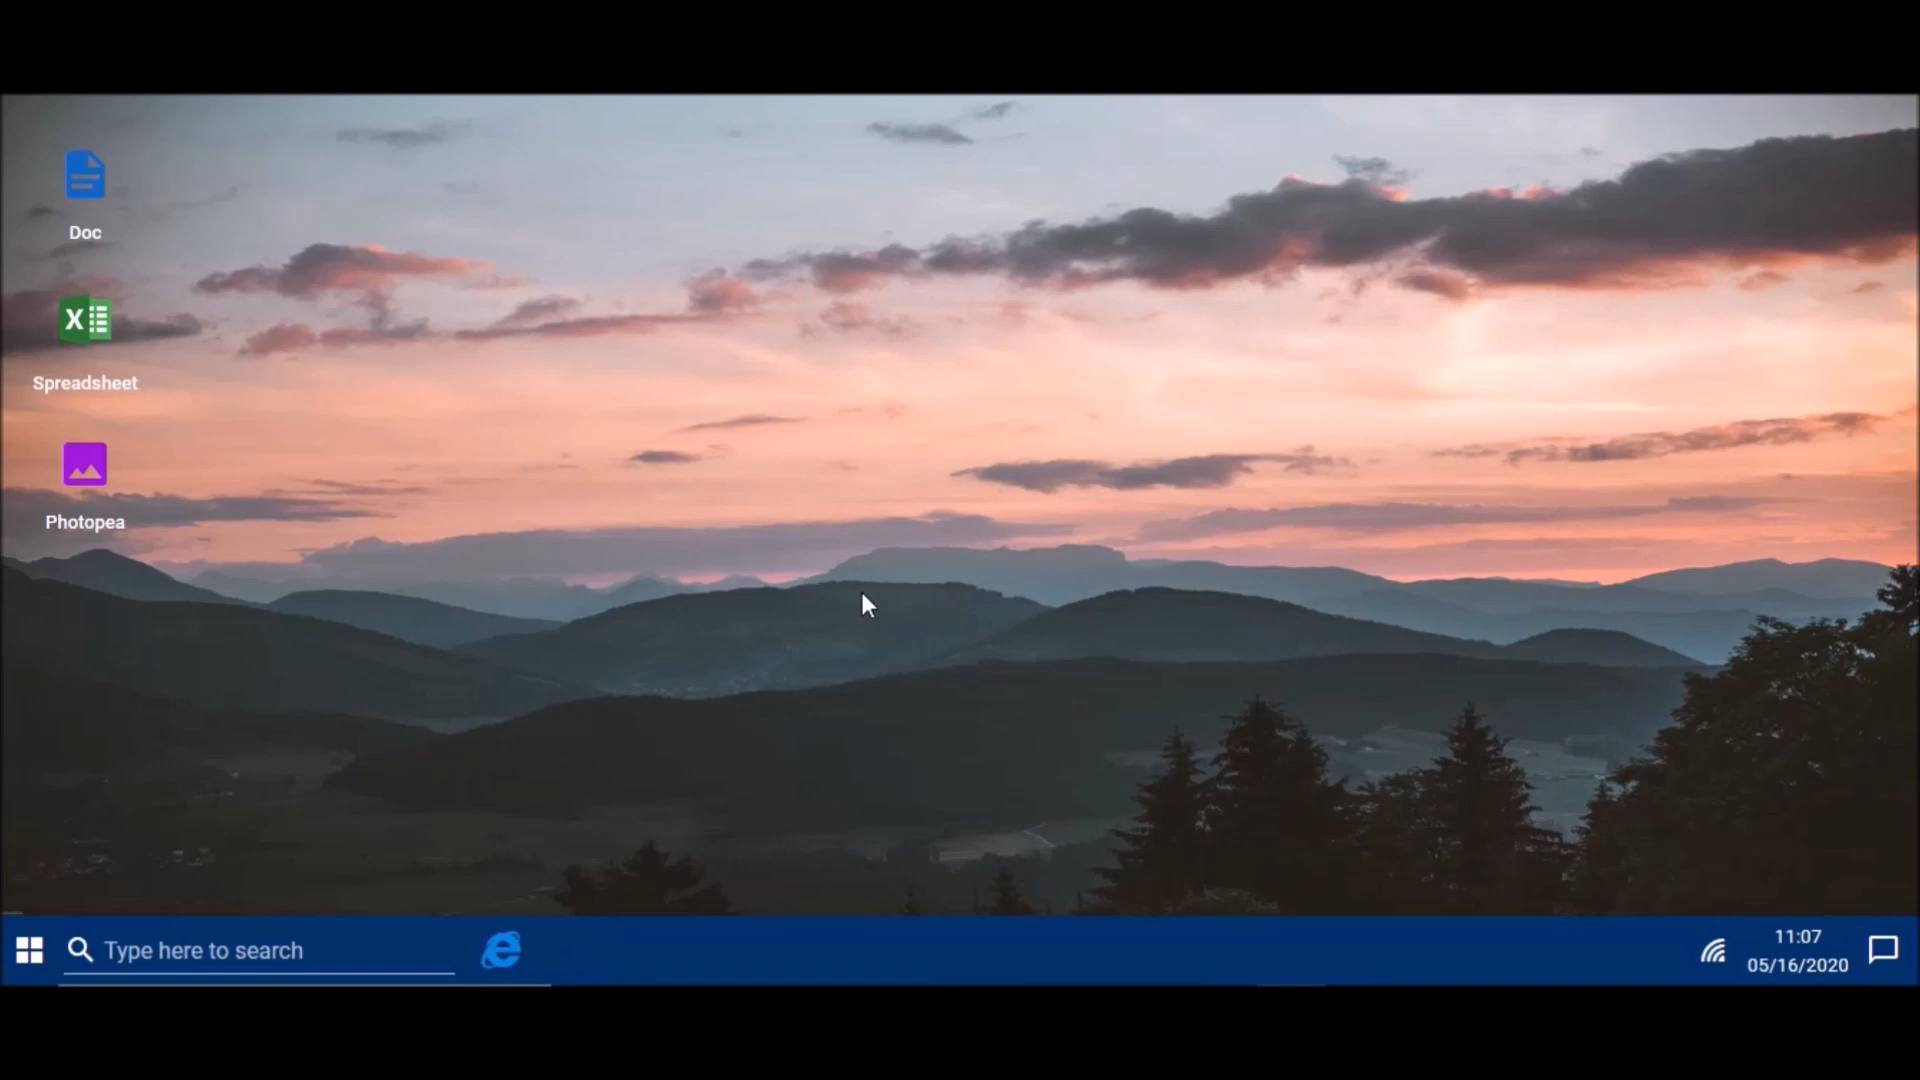 Doc
X
Spreadsheet
Photopea
Type here to search
11:07
05/16/2020